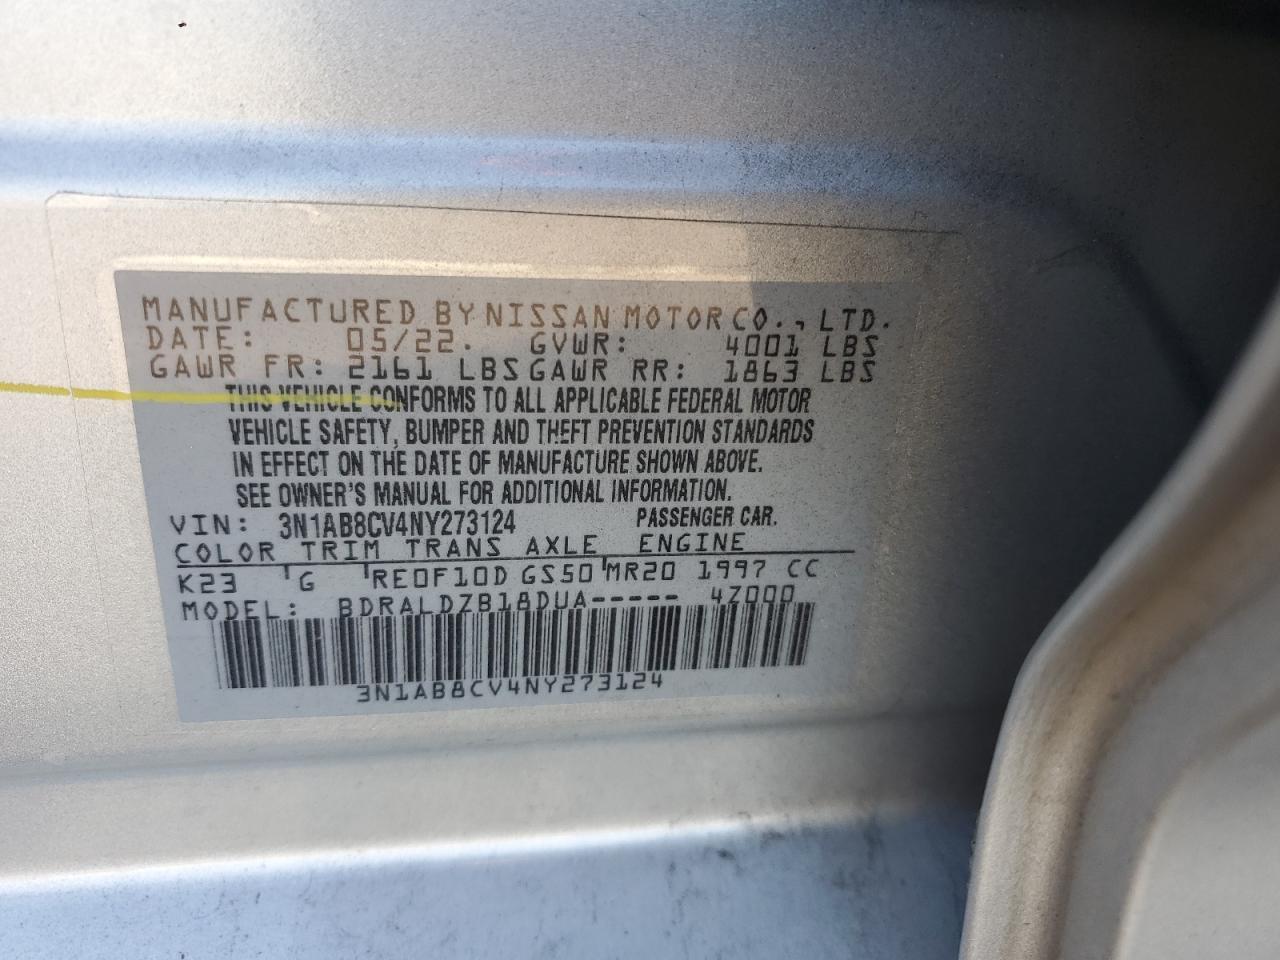 MANUFACTURED BY NISSAN MOTOR CO., LTD.
DATE: 05/22. GVWR: 4001 LBS
GAWR FR: 2161 LBS GAWR RR: 1863 LBS
THIS VEHICLE CONFORMS TO ALL APPLICABLE FEDERAL MOTOR
VEHICLE SAFETY, BUMPER AND THEFT PREVENTION STANDARDS
IN EFFECT ON THE DATE OF MANUFACTURE SHOWN ABOVE.
SEE OWNER'S MANUAL FOR ADDITIONAL INFORMATION.
VIN: 3N1AB8CV4NY273124 PASSENGER CAR.
COLOR TRIM TRANS AXLE ENGINE
K23 G RE0F10D GS50 MR20 1997 CC
MODEL: BDRALDZB18DUA----- 4Z000
3N1AB8CV4NY273124